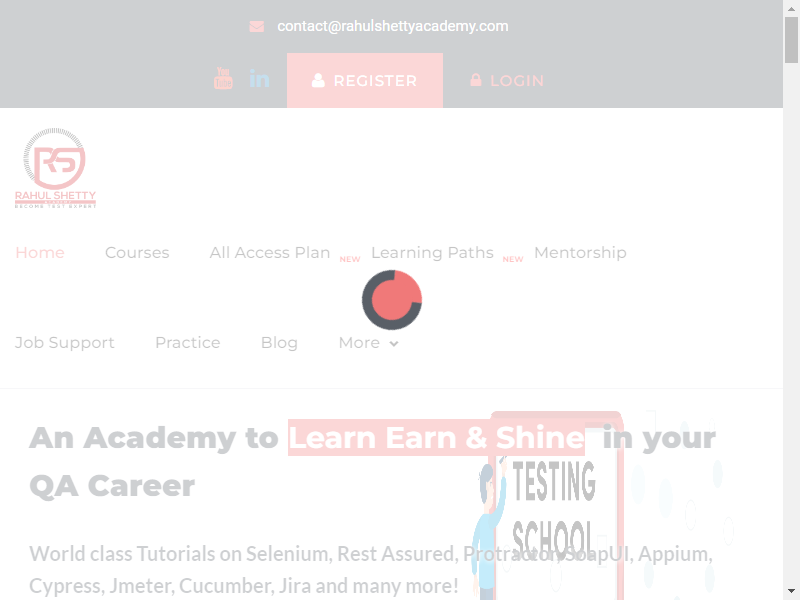 contact@rahulshettyacademy.com
REGISTER LOGIN
RAHUL SHETTY
ACADEMY
BECOME TEST EXPERT
Home Courses All Access Plan NEW Learning Paths NEW Mentorship
Job Support Practice Blog More
An Academy to Learn Earn & Shine in your
QA Career
TESTING
SCHOOL
World class Tutorials on Selenium, Rest Assured, Protractor, SoapUI, Appium,
Cypress, Jmeter, Cucumber, Jira and many more!